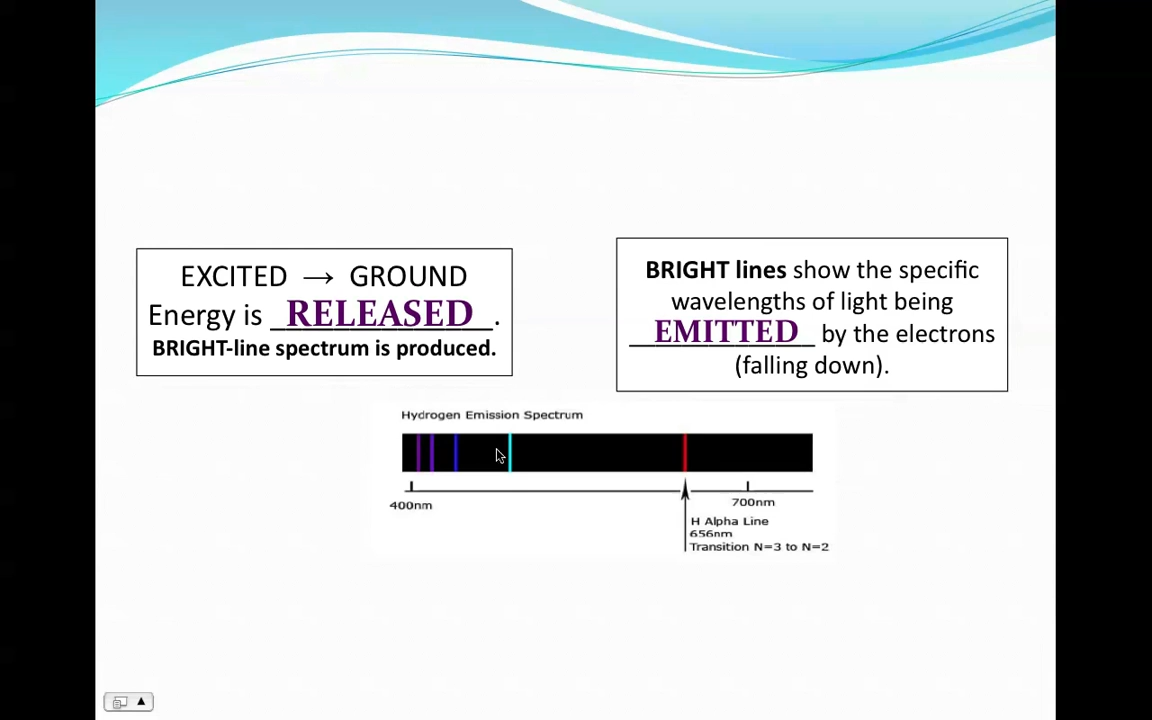 EXCITED → GROUND
Energy is RELEASED.
BRIGHT-line spectrum is produced.
BRIGHT lines show the specific
wavelengths of light being
EMITTED by the electrons
(falling down).
Hydrogen Emission Spectrum
400nm
700nm
H Alpha Line
656nm
Transition N=3 to N=2